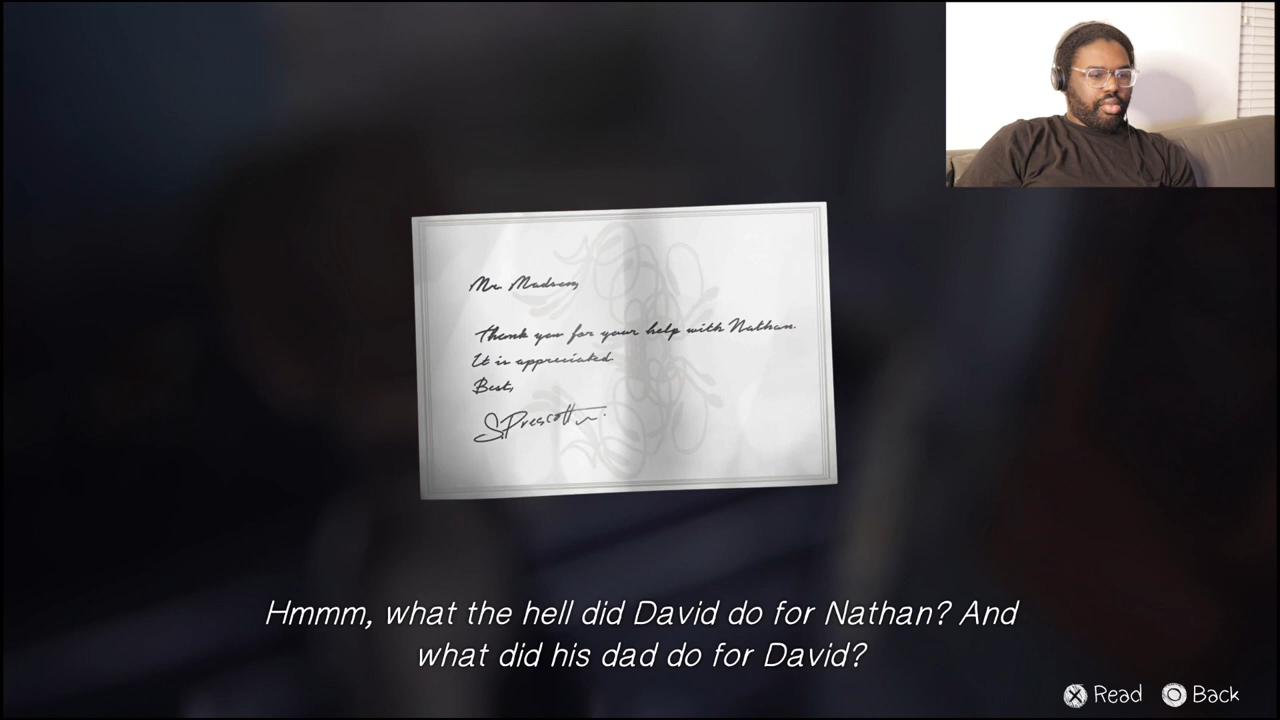 Mr. Madsen,
Thank you for your help with Nathan.
It is appreciated.
Best,
S. Prescott
Hmmm, what the hell did David do for Nathan? And
what did his dad do for David?
Read Back